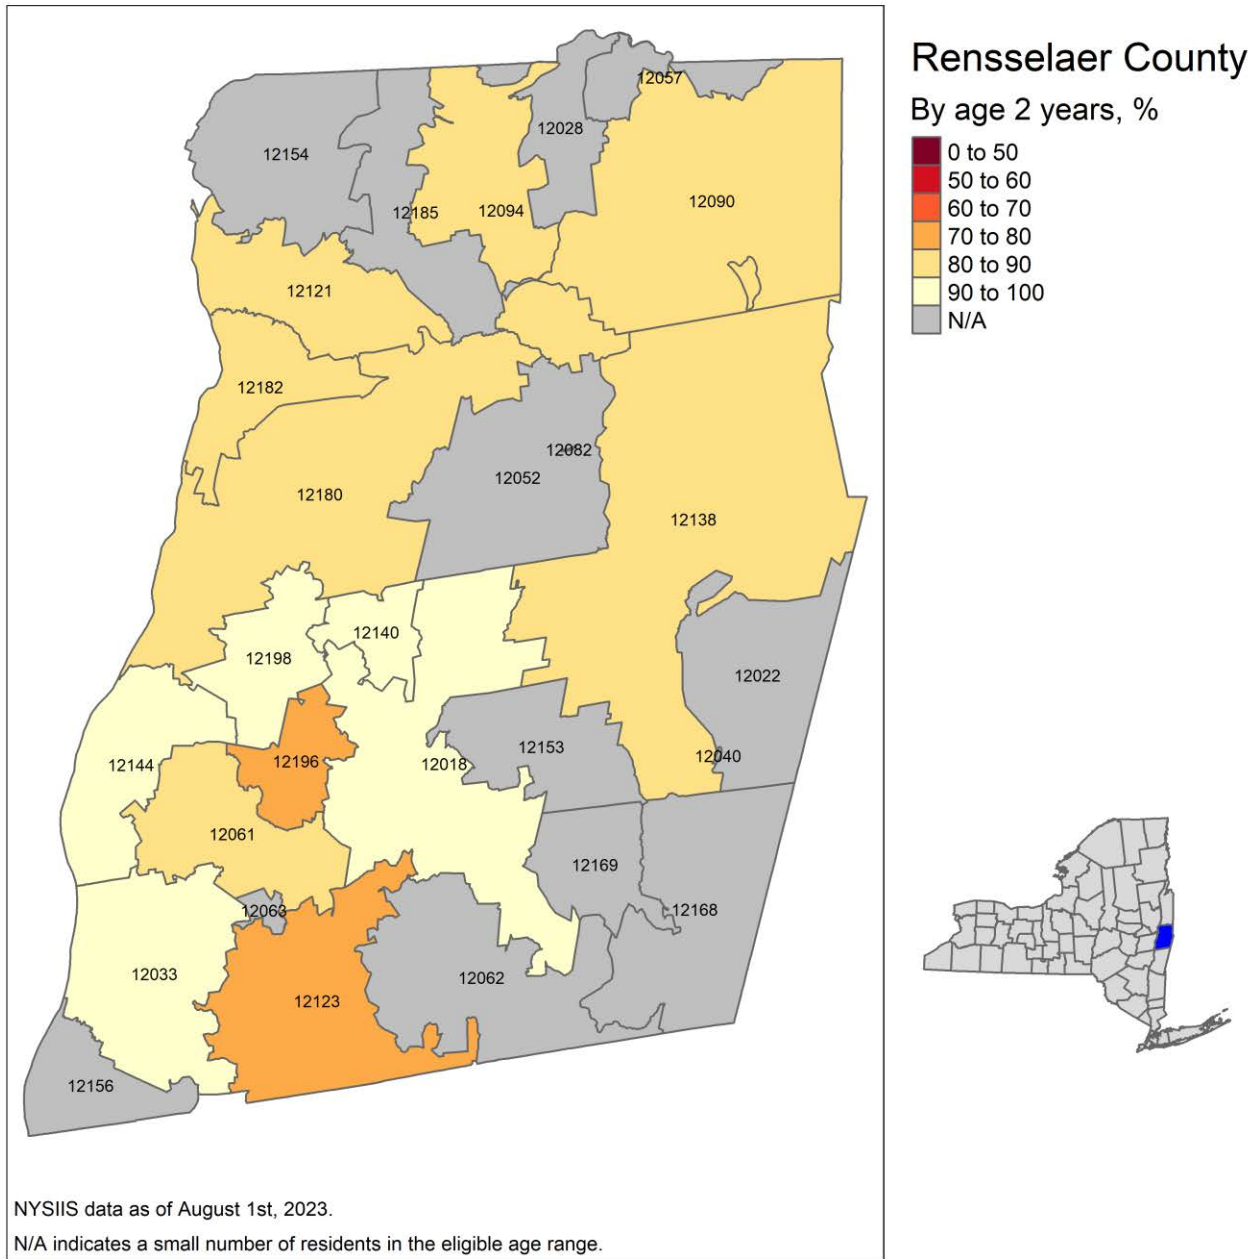 Rensselaer County
By age 2 years, %
0 to 50
50 to 60
60 to 70
70 to 80
80 to 90
90 to 100
N/A
12057
12028
12154
12090
12094
12185
12121
12182
12082
12052
12180
12138
12140
12198
12022
12153
12040
12196
12018
12144
12061
12169
12063
12168
12033
12062
12123
12156
NYSIIS data as of August 1st, 2023.
N/A indicates a small number of residents in the eligible age range.